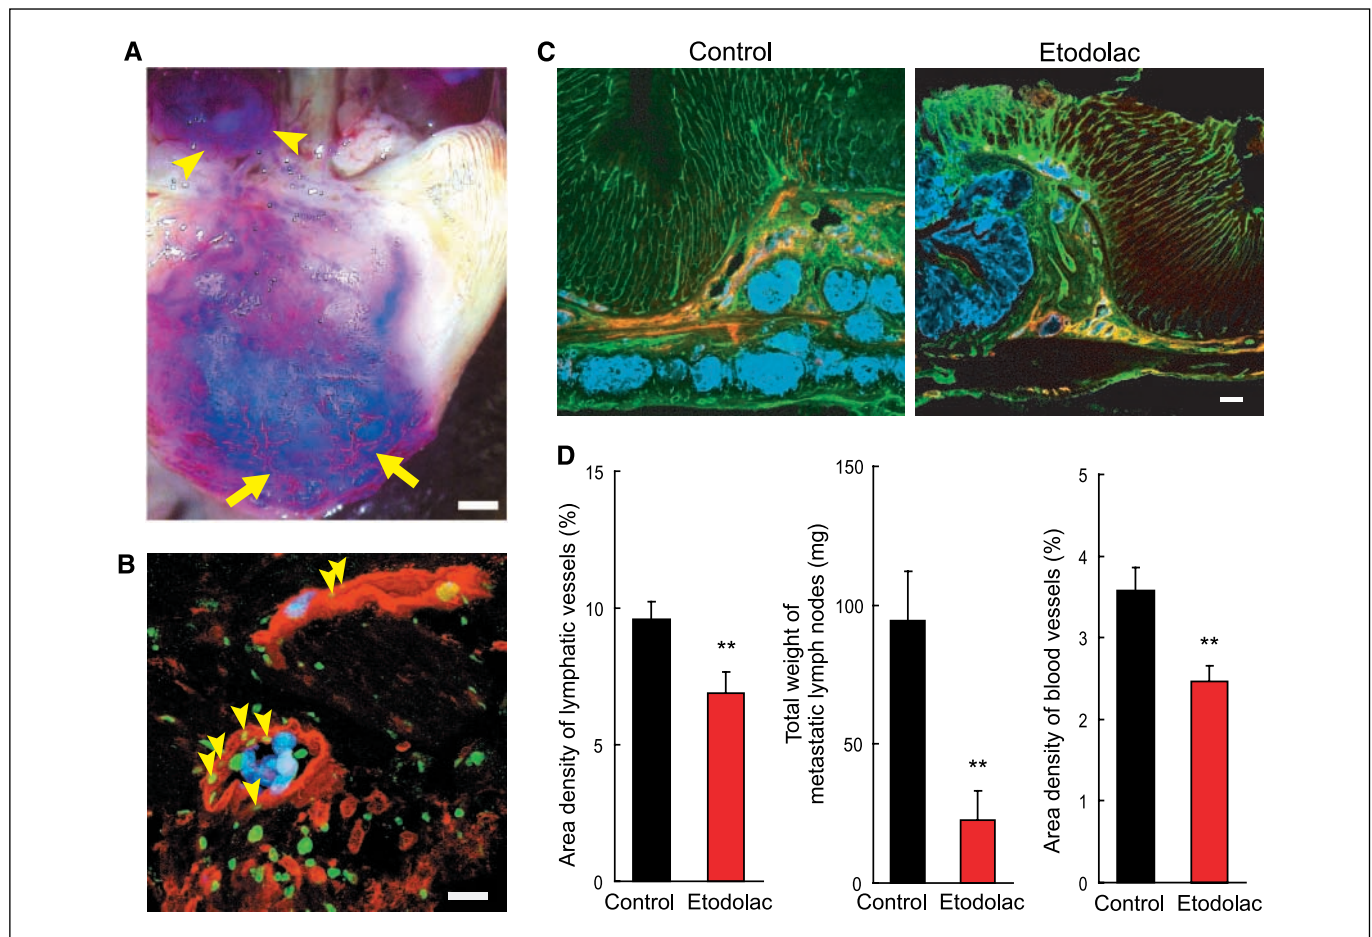 A
B
C
Control
Etodolac
D
Area density of lymphatic vessels (%)
15
10
5
0
**
Control
Etodolac
Total weight of
metastatic lymph nodes (mg)
150
100
50
0
**
Control
Etodolac
Area density of blood vessels (%)
5
4
3
2
1
0
**
Control
Etodolac